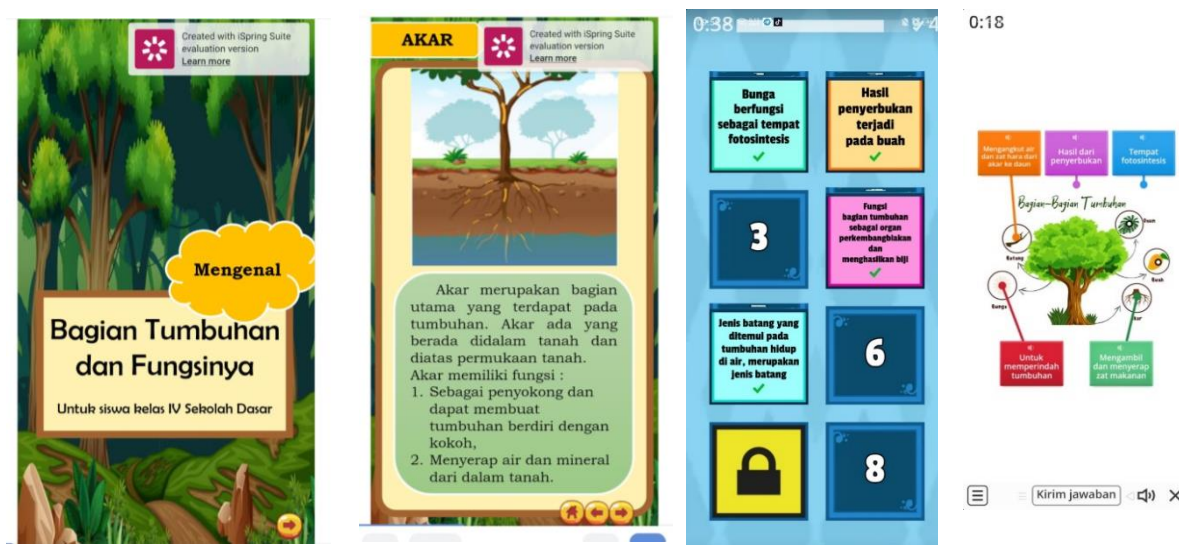 Created with iSpring Suite
evaluation version
Learn more
Mengenal
Bagian Tumbuhan
dan Fungsinya
Untuk siswa kelas IV Sekolah Dasar
AKAR
Created with iSpring Suite
evaluation version
Learn more
Akar merupakan bagian
utama yang terdapat pada
tumbuhan. Akar ada yang
berada didalam tanah dan
diatas permukaan tanah.
Akar memiliki fungsi :
1. Sebagai penyokong dan
dapat membuat
tumbuhan berdiri dengan
kokoh,
2. Menyerap air dan mineral
dari dalam tanah.
0:38
Bunga
berfungsi
sebagai tempat
fotosintesis
Hasil
penyerbukan
terjadi
pada buah
3
Fungsi
bagian tumbuhan
sebagai organ
perkembangbiakan
dan
menghasilkan biji
Jenis batang yang
ditemui pada
tumbuhan hidup
di air, merupakan
jenis batang
6
8
0:18
Mengangkut air
dan zat hara dari
akar ke daun
Hasil dari
penyerbukan
Tempat
fotosintesis
Bagian-Bagian Tumbuhan
Daun
Batang
Buah
Bunga
Akar
Untuk
memperindah
tumbuhan
Mengambil
dan menyerap
zat makanan
Kirim jawaban